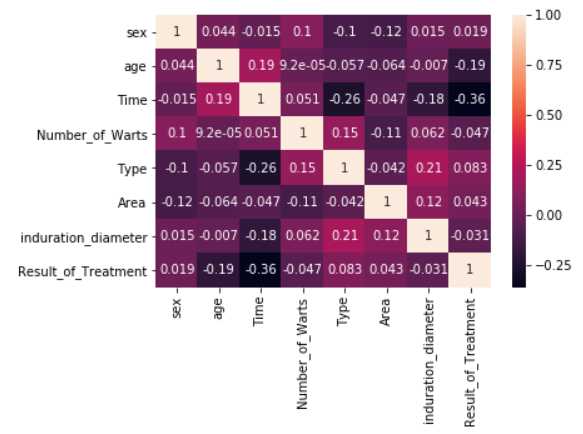 sex 1 0.044 -0.015 0.1 -0.1 -0.12 0.015 0.019
age 0.044 1 0.19 9.2e-05 -0.057 -0.064 -0.007 -0.19
Time -0.015 0.19 1 0.051 -0.26 -0.047 -0.18 -0.36
Number_of_Warts 0.1 9.2e-05 0.051 1 0.15 -0.11 0.062 -0.047
Type -0.1 -0.057 -0.26 0.15 1 -0.042 0.21 0.083
Area -0.12 -0.064 -0.047 -0.11 -0.042 1 0.12 0.043
induration_diameter 0.015 -0.007 -0.18 0.062 0.21 0.12 1 -0.031
Result_of_Treatment 0.019 -0.19 -0.36 -0.047 0.083 0.043 -0.031 1
sex
age
Time
Number_of_Warts
Type
Area
induration_diameter
Result_of_Treatment
1.00
0.75
0.50
0.25
0.00
-0.25